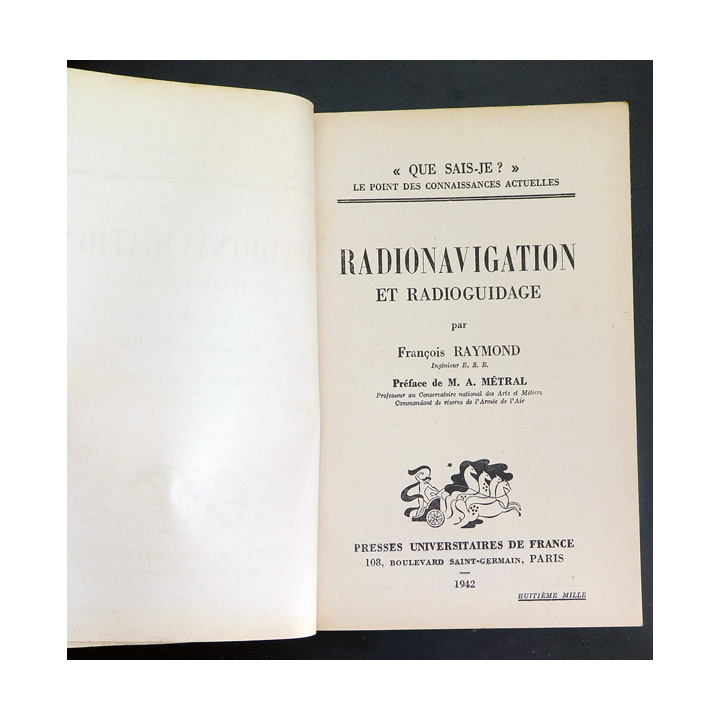 « QUE SAIS-JE ? »
LE POINT DES CONNAISSANCES ACTUELLES
RADIONAVIGATION
ET RADIOGUIDAGE
par
François RAYMOND
Ingénieur E. S. E.
Préface de M. A. MÉTRAL
Professeur au Conservatoire national des Arts et Métiers
Commandant de réserve de l'Armée de l'Air
PRESSES UNIVERSITAIRES DE FRANCE
108, BOULEVARD SAINT-GERMAIN, PARIS
—
1942
HUITIÈME MILLE